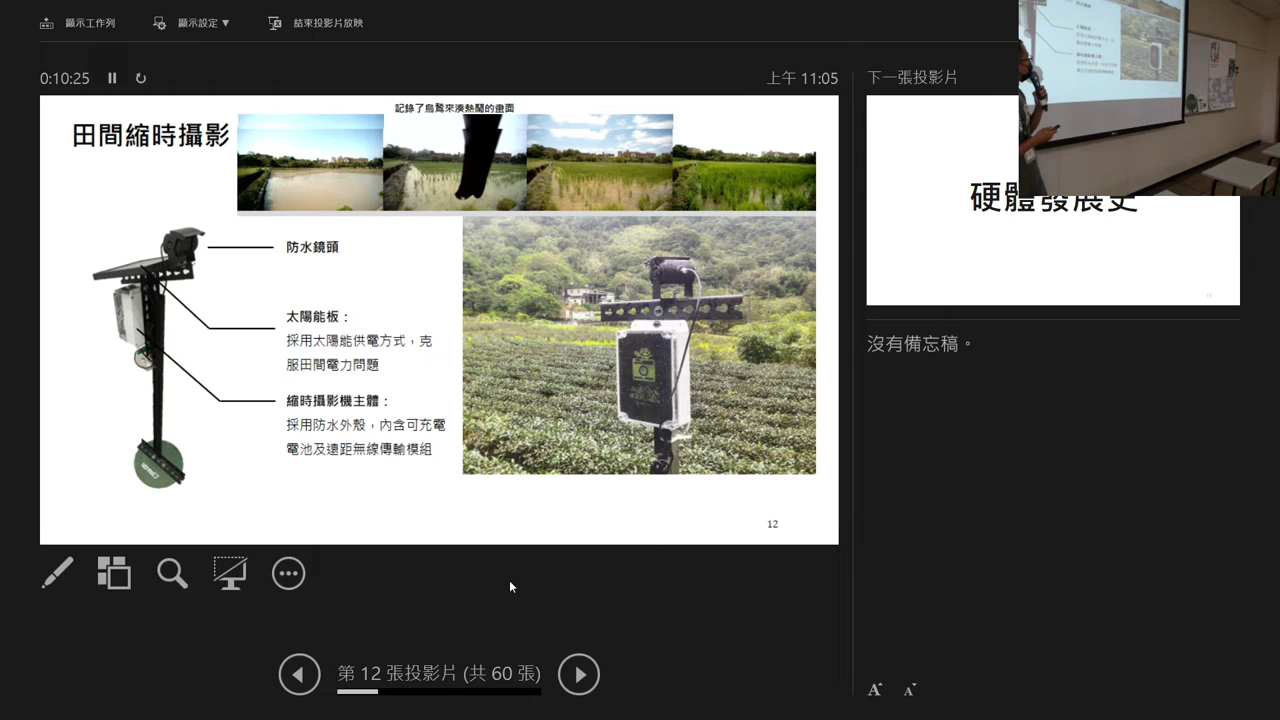 顯示工作列
顯示設定 ▼
結束投影片放映
0:10:25
上午 11:05
下一張投影片
記錄了烏鶖來湊熱鬧的畫面
田間縮時攝影
防水鏡頭
太陽能板：
採用太陽能供電方式，克
服田間電力問題
縮時攝影機主體：
採用防水外殼，內含可充電
電池及遠距無線傳輸模組
12
硬體發展史
沒有備忘稿。
第 12 張投影片 (共 60 張)